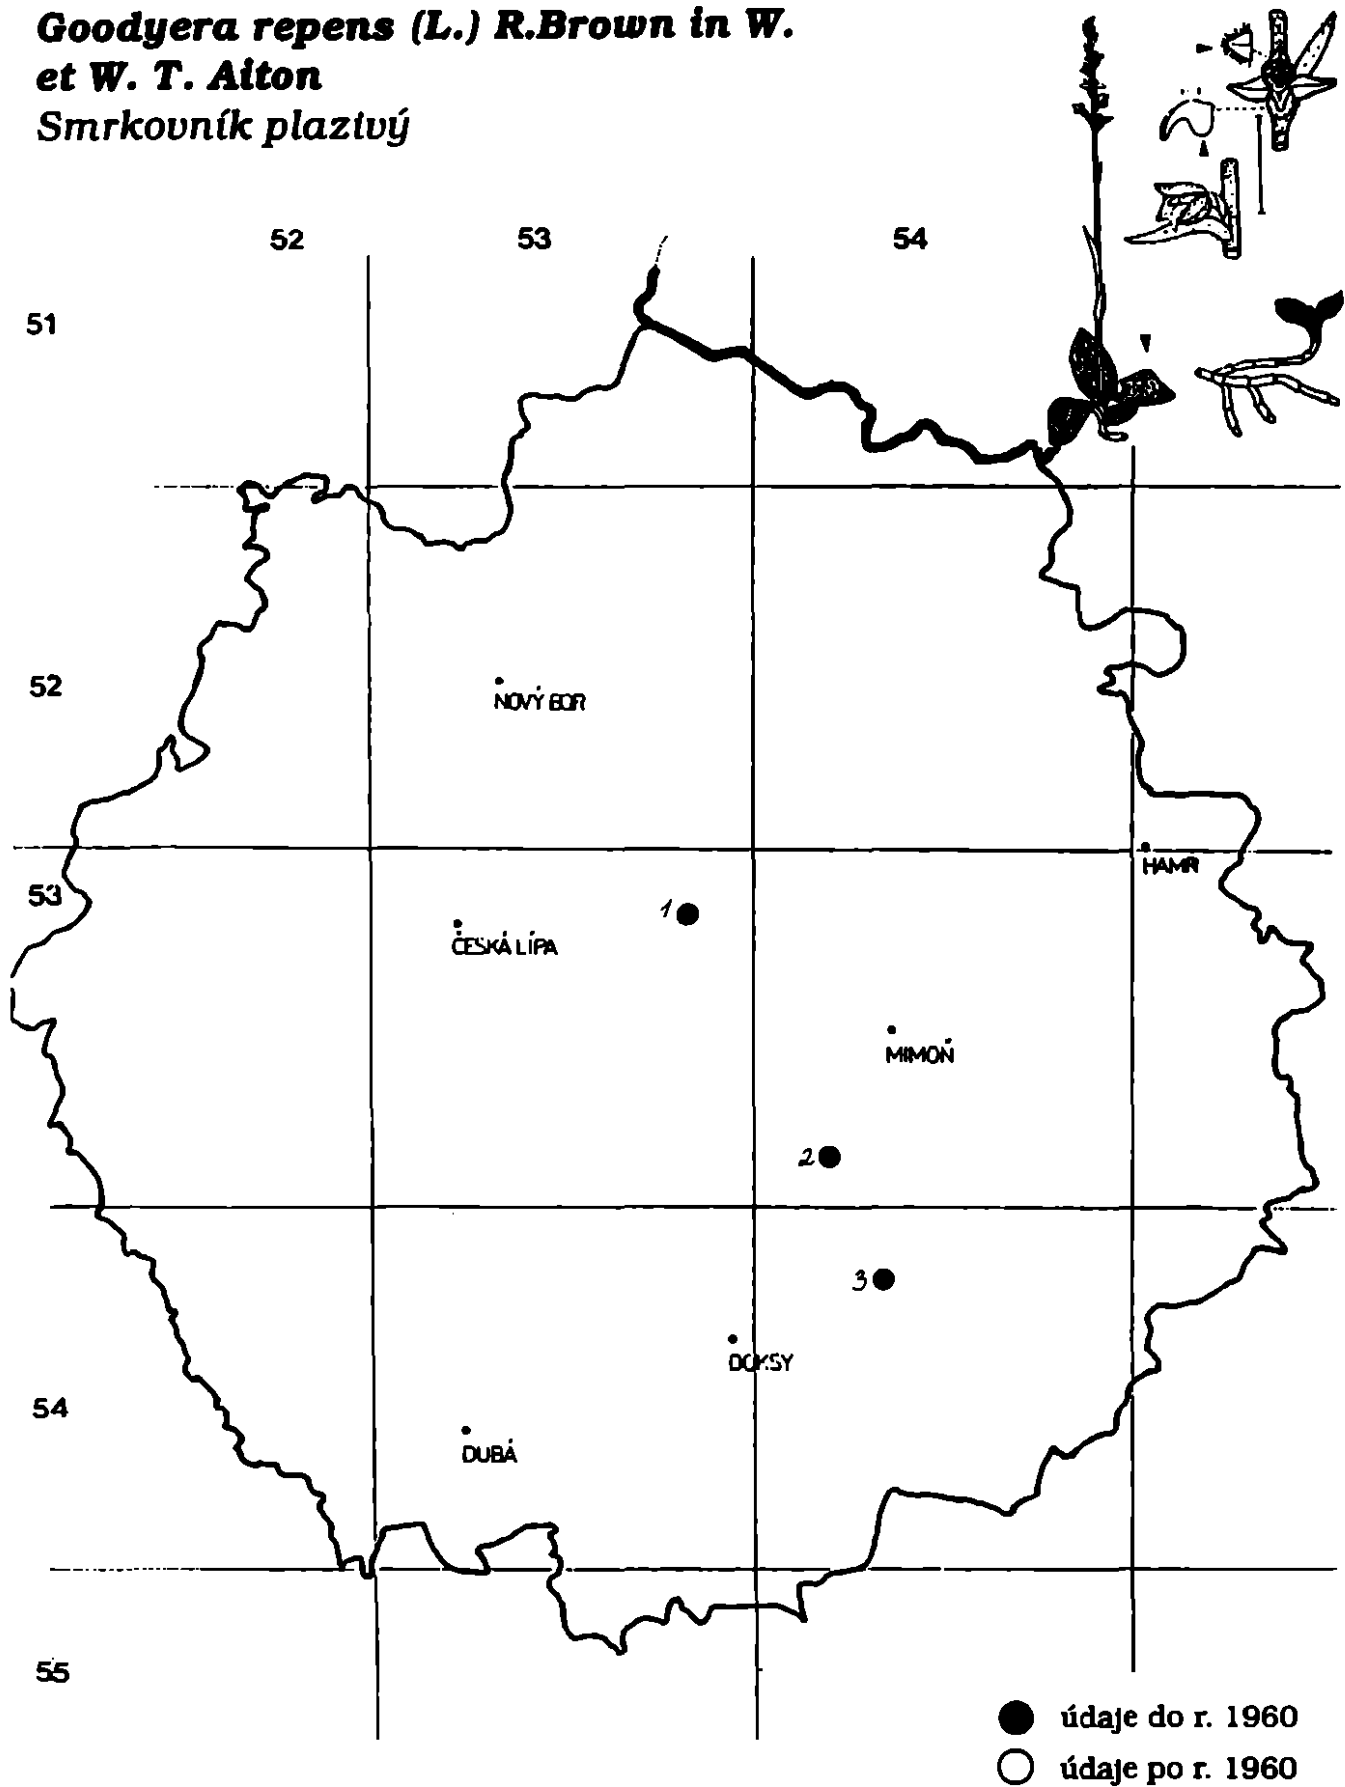 Goodyera repens (L.) R.Brown in W.
et W. T. Aiton
Smrkovník plazivý
52 53 54
51
52
NOVÝ BOR
HAMR
53
1
ČESKÁ LÍPA
MIMOŇ
2
3
DOKSY
54
DUBÁ
55
údaje do r. 1960
údaje po r. 1960